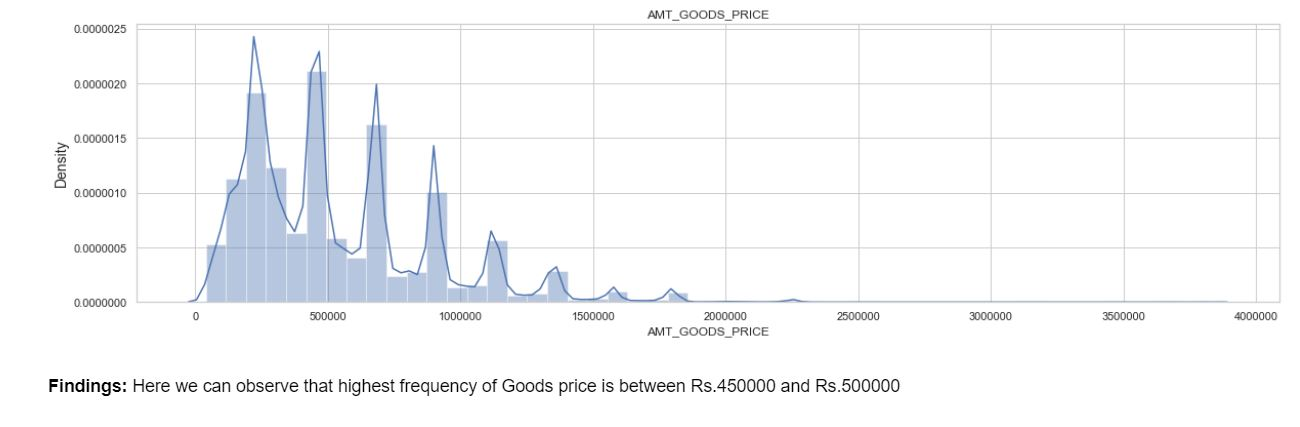 AMT_GOODS_PRICE
0.0000025
0.0000020
0.0000015
0.0000010
0.0000005
0.0000000
Density
0 500000 1000000 1500000 2000000 2500000 3000000 3500000 4000000
AMT_GOODS_PRICE
Findings: Here we can observe that highest frequency of Goods price is between Rs.450000 and Rs.500000